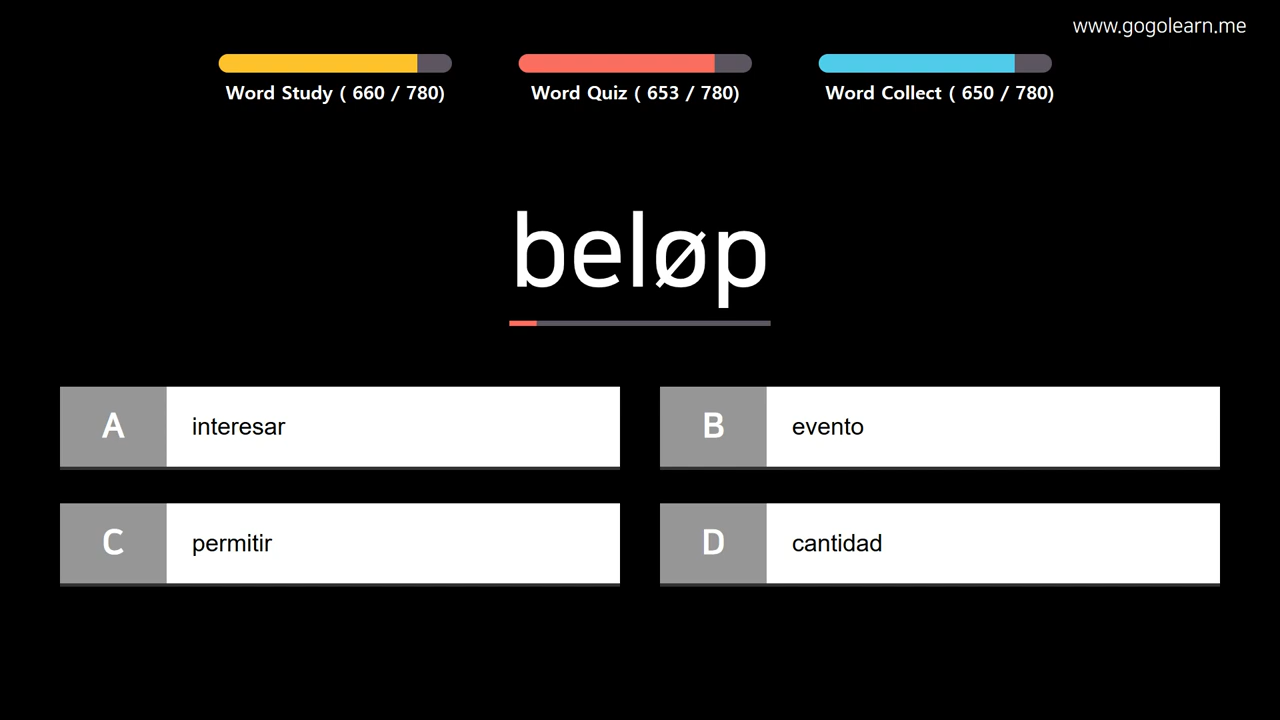 www.gogolearn.me
Word Study ( 660 / 780)
Word Quiz ( 653 / 780)
Word Collect ( 650 / 780)
beløp
A interesar
B evento
C permitir
D cantidad